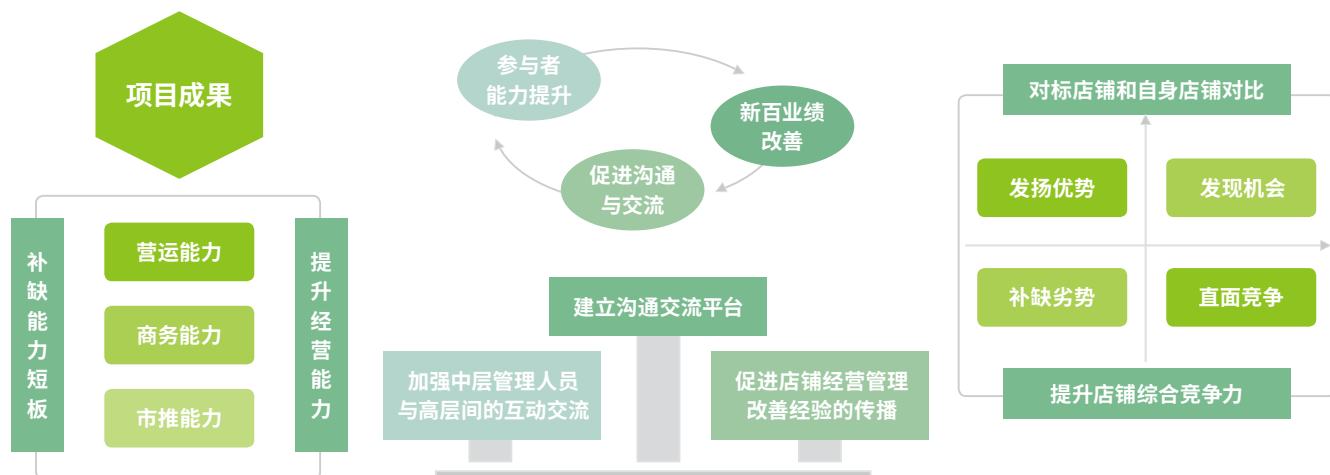 项目成果
补缺能力短板
营运能力
商务能力
市推能力
提升经营能力
参与者
能力提升
新百业绩
改善
促进沟通
与交流
建立沟通交流平台
加强中层管理人员
与高层间的互动交流
促进店铺经营管理
改善经验的传播
对标店铺和自身店铺对比
发扬优势
发现机会
补缺劣势
直面竞争
提升店铺综合竞争力